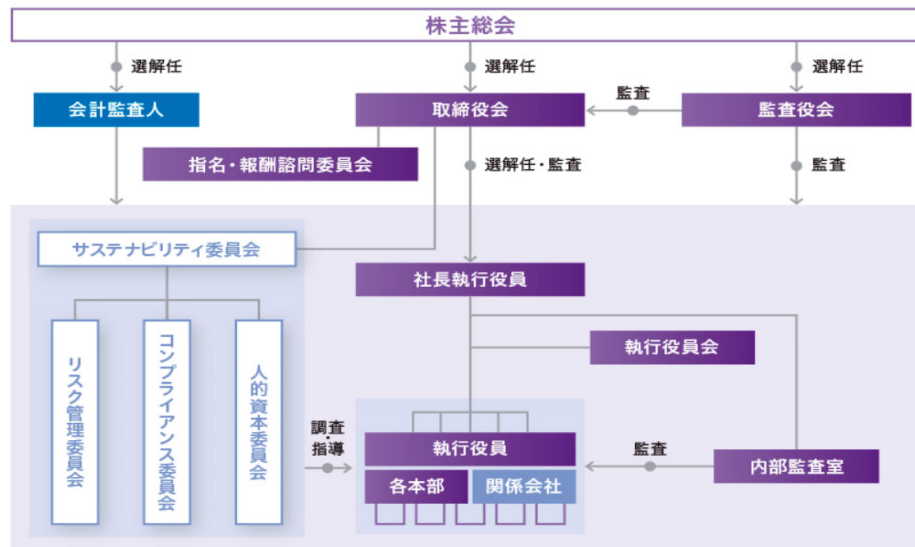 株主総会
選解任
選解任
選解任
会計監査人
取締役会
監査
監査役会
指名・報酬諮問委員会
選解任・監査
監査
サステナビリティ委員会
社長執行役員
リスク管理委員会
コンプライアンス委員会
人的資本委員会
執行役員会
調査・
指導
執行役員
監査
内部監査室
各本部
関係会社